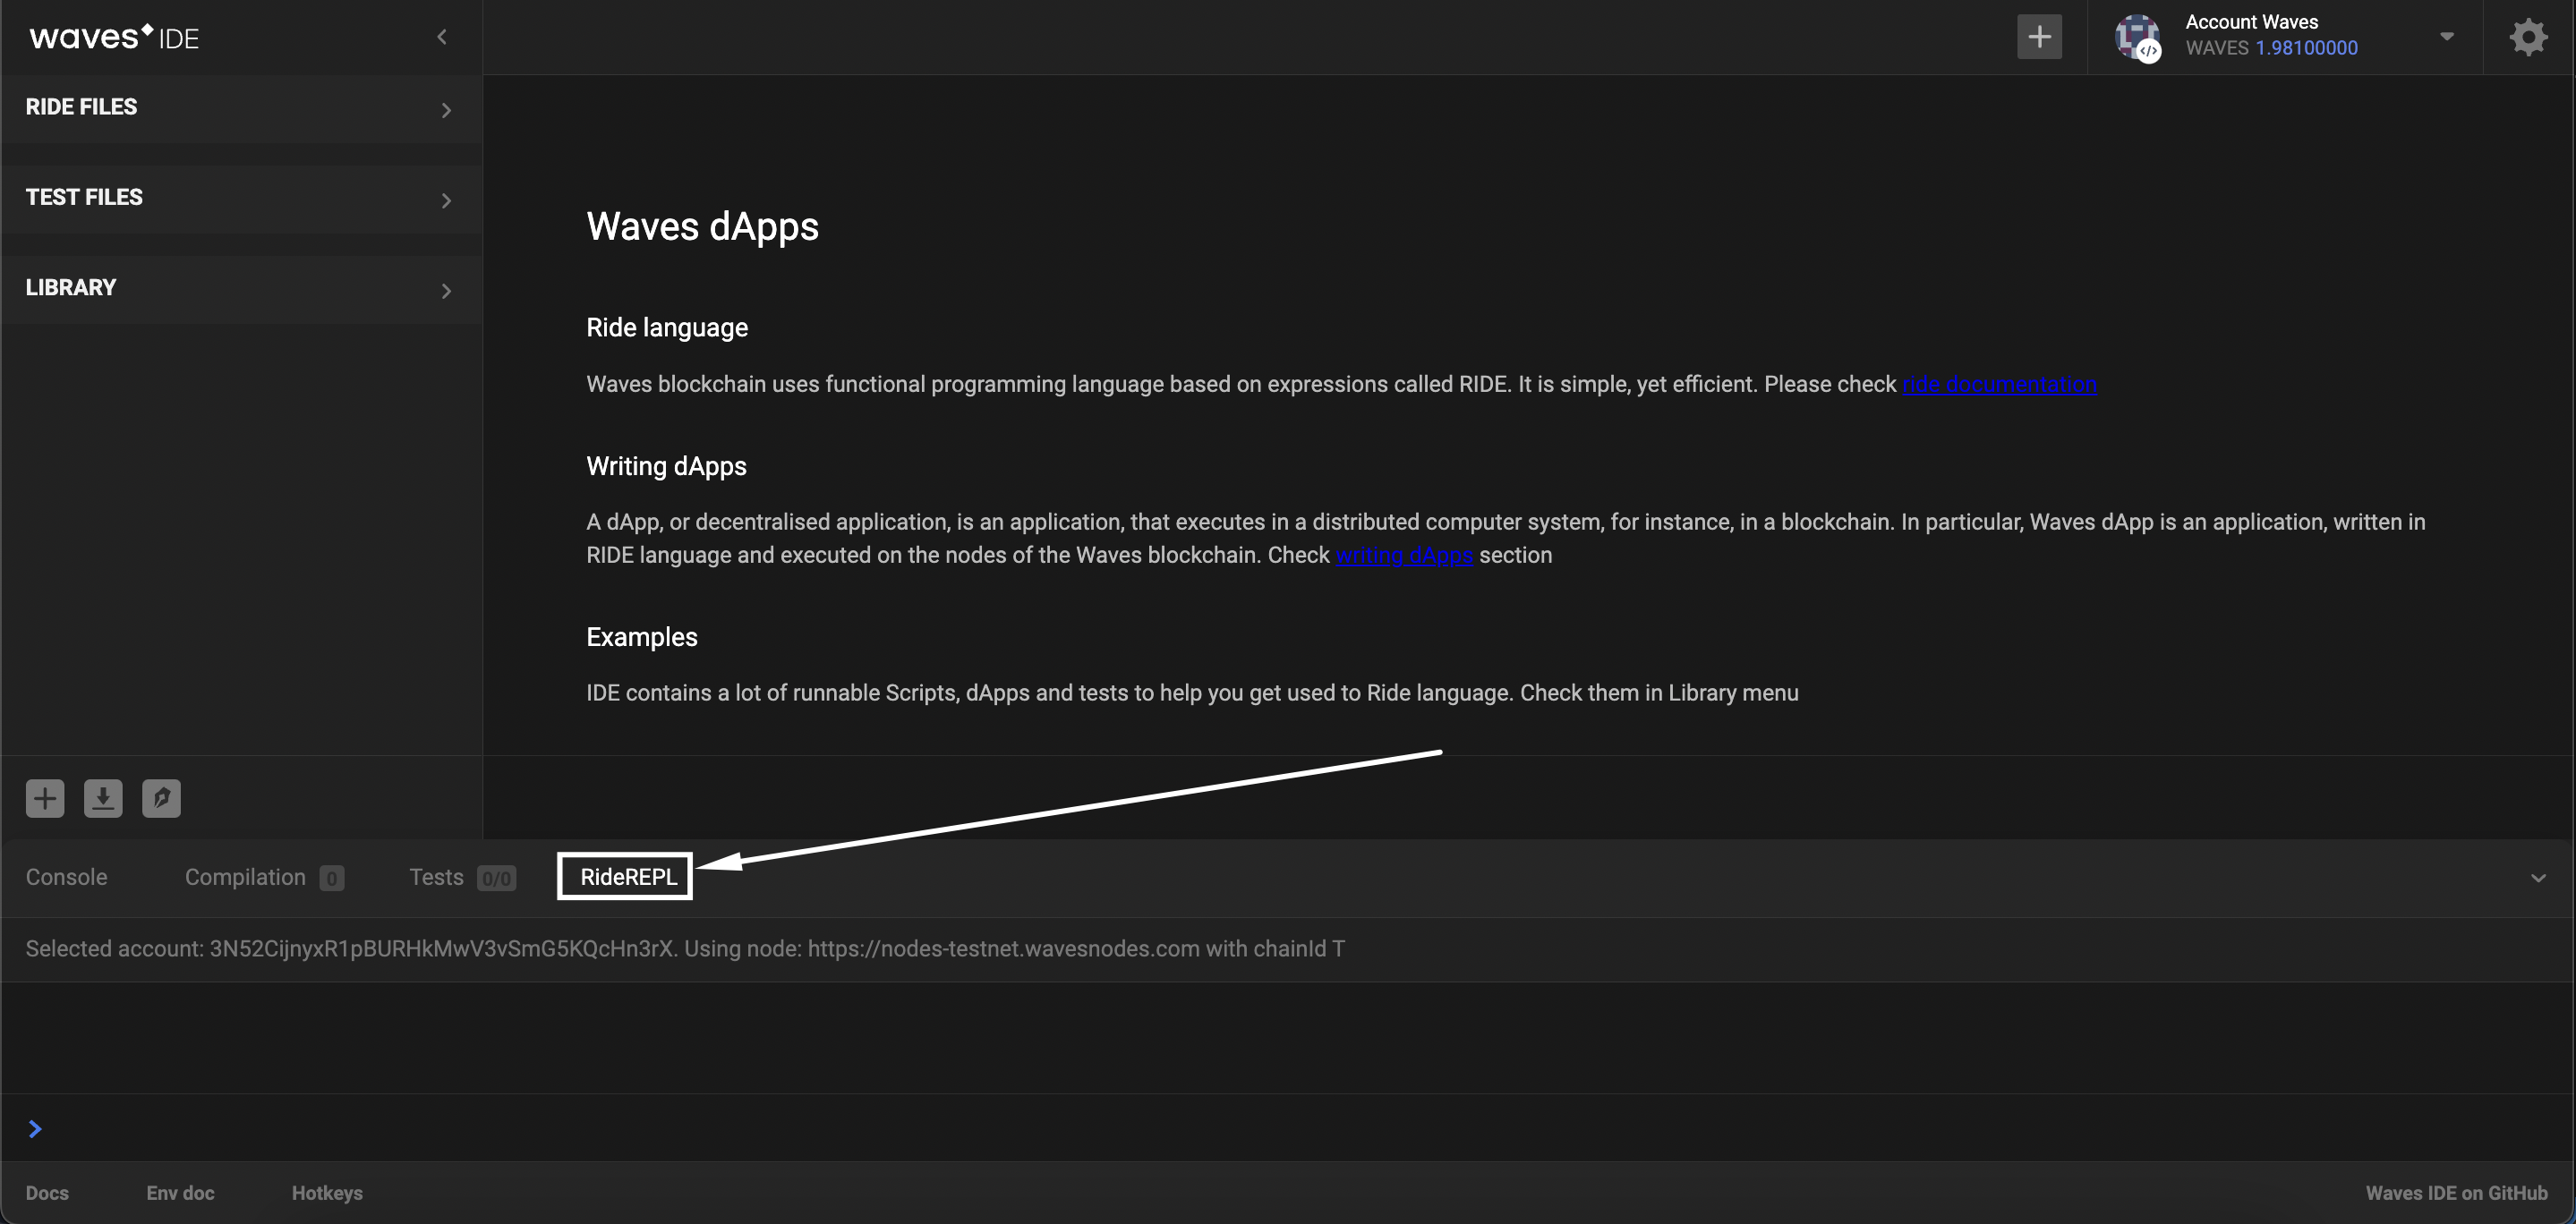 waves IDE
Account Waves
WAVES 1.98100000
RIDE FILES
TEST FILES
LIBRARY
Waves dApps
Ride language
Waves blockchain uses functional programming language based on expressions called RIDE. It is simple, yet efficient. Please check ride documentation
Writing dApps
A dApp, or decentralised application, is an application, that executes in a distributed computer system, for instance, in a blockchain. In particular, Waves dApp is an application, written in
RIDE language and executed on the nodes of the Waves blockchain. Check writing dApps section
Examples
IDE contains a lot of runnable Scripts, dApps and tests to help you get used to Ride language. Check them in Library menu
Console Compilation 0 Tests 0/0 RideREPL
Selected account: 3N52CijnyxR1pBURHkMwV3vSmG5KQcHn3rX. Using node: https://nodes-testnet.wavesnodes.com with chainId T
Docs Env doc Hotkeys Waves IDE on GitHub